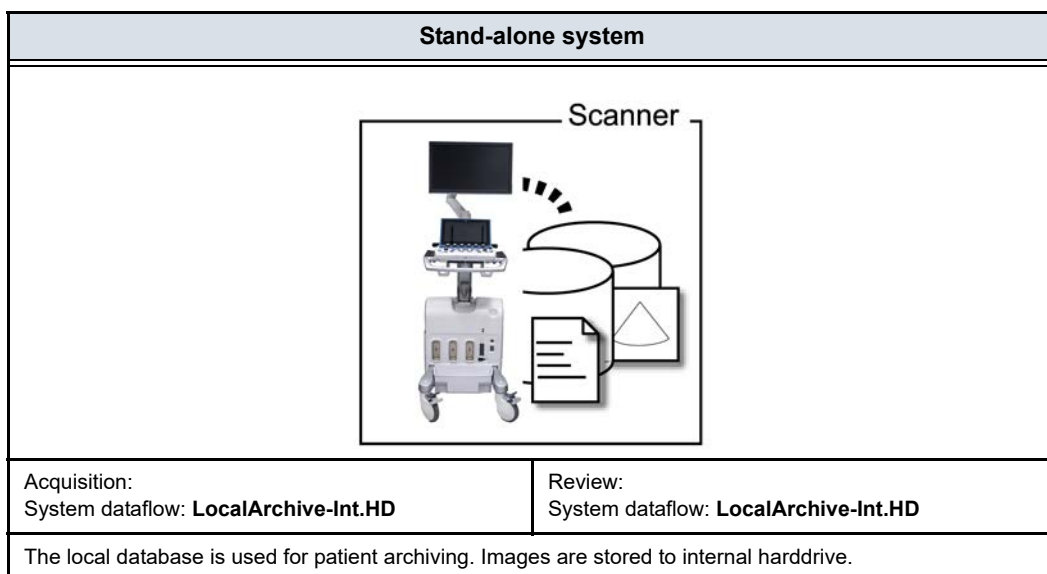 Stand-alone system
Scanner
Acquisition:
System dataflow: LocalArchive-Int.HD
Review:
System dataflow: LocalArchive-Int.HD
The local database is used for patient archiving. Images are stored to internal harddrive.